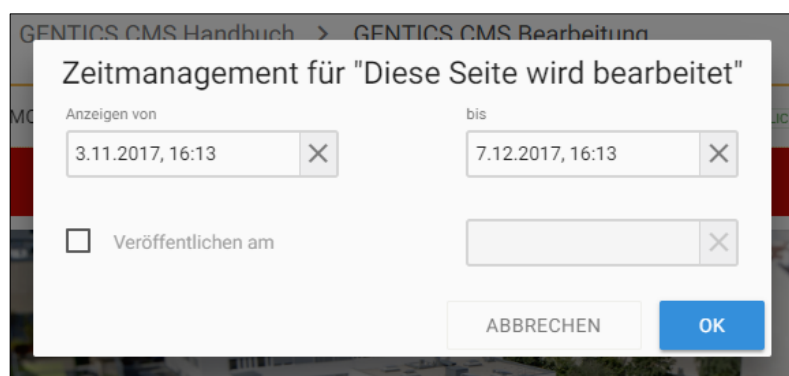 GENTICS CMS Handbuch > GENTICS CMS Bearbeitung
Zeitmanagement für "Diese Seite wird bearbeitet"
Anzeigen von bis
3.11.2017, 16:13 7.12.2017, 16:13
Veröffentlichen am
ABBRECHEN OK